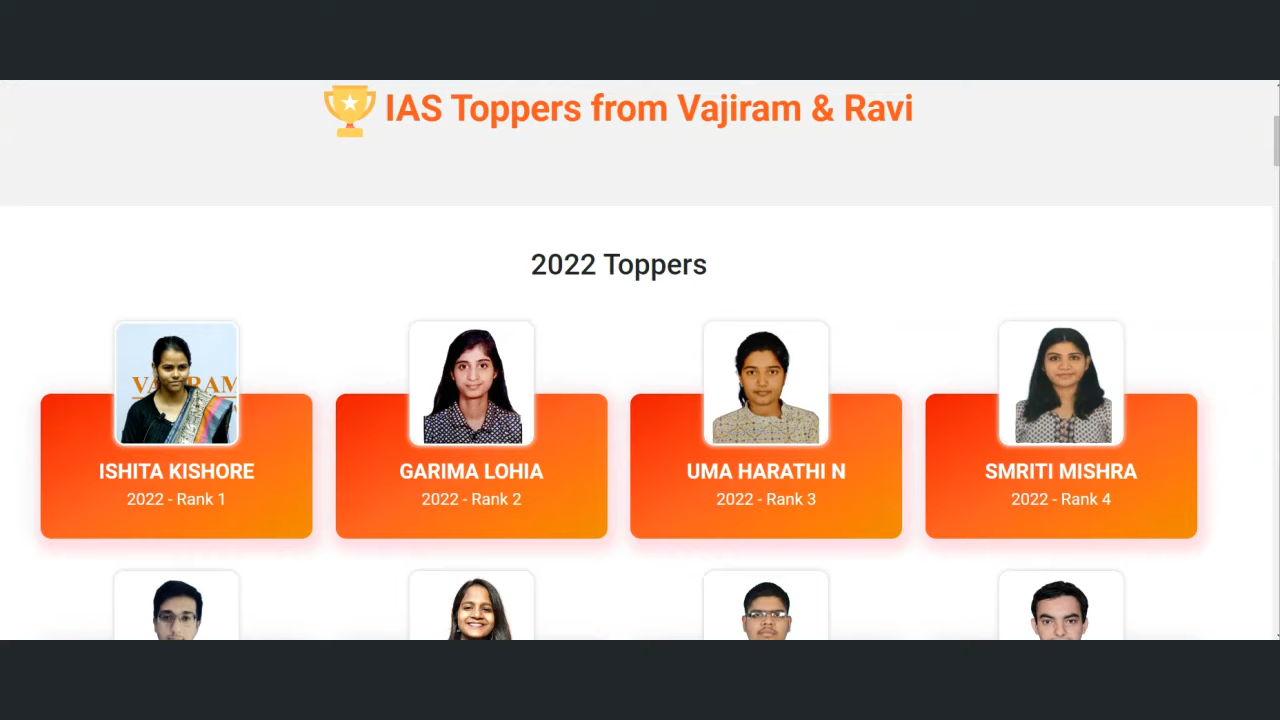 IAS Toppers from Vajiram & Ravi
2022 Toppers
ISHITA KISHORE
2022 - Rank 1
GARIMA LOHIA
2022 - Rank 2
UMA HARATHI N
2022 - Rank 3
SMRITI MISHRA
2022 - Rank 4